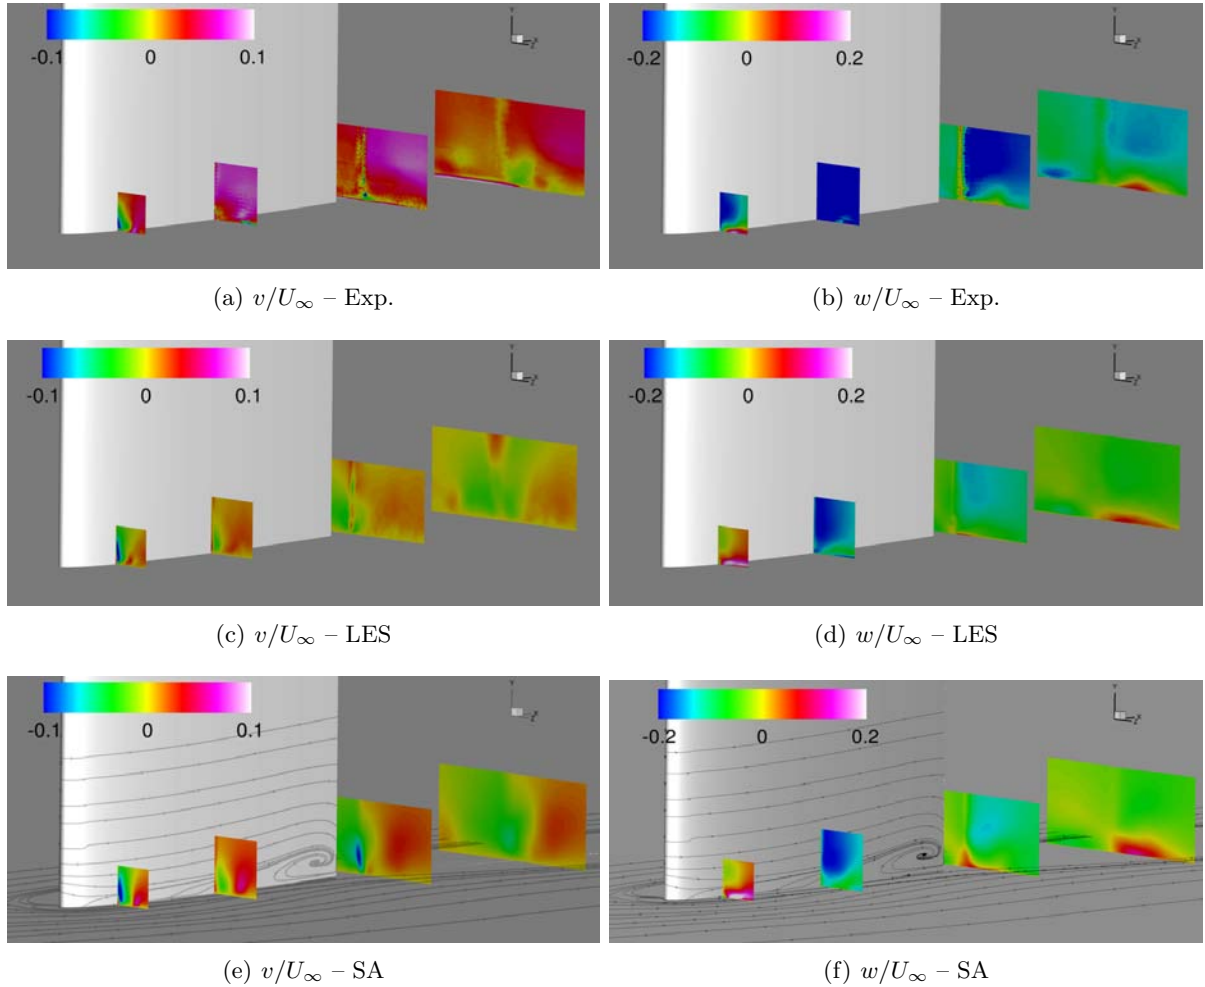 -0.1 0 0.1
-0.2 0 0.2
(a) v/U∞ – Exp.
(b) w/U∞ – Exp.
-0.1 0 0.1
-0.2 0 0.2
(c) v/U∞ – LES
(d) w/U∞ – LES
-0.1 0 0.1
-0.2 0 0.2
(e) v/U∞ – SA
(f) w/U∞ – SA